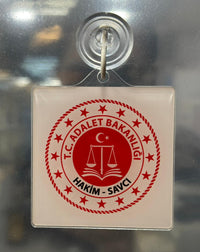 T.C. ADALET BAKANLIĞI
HAKİM - SAVCI